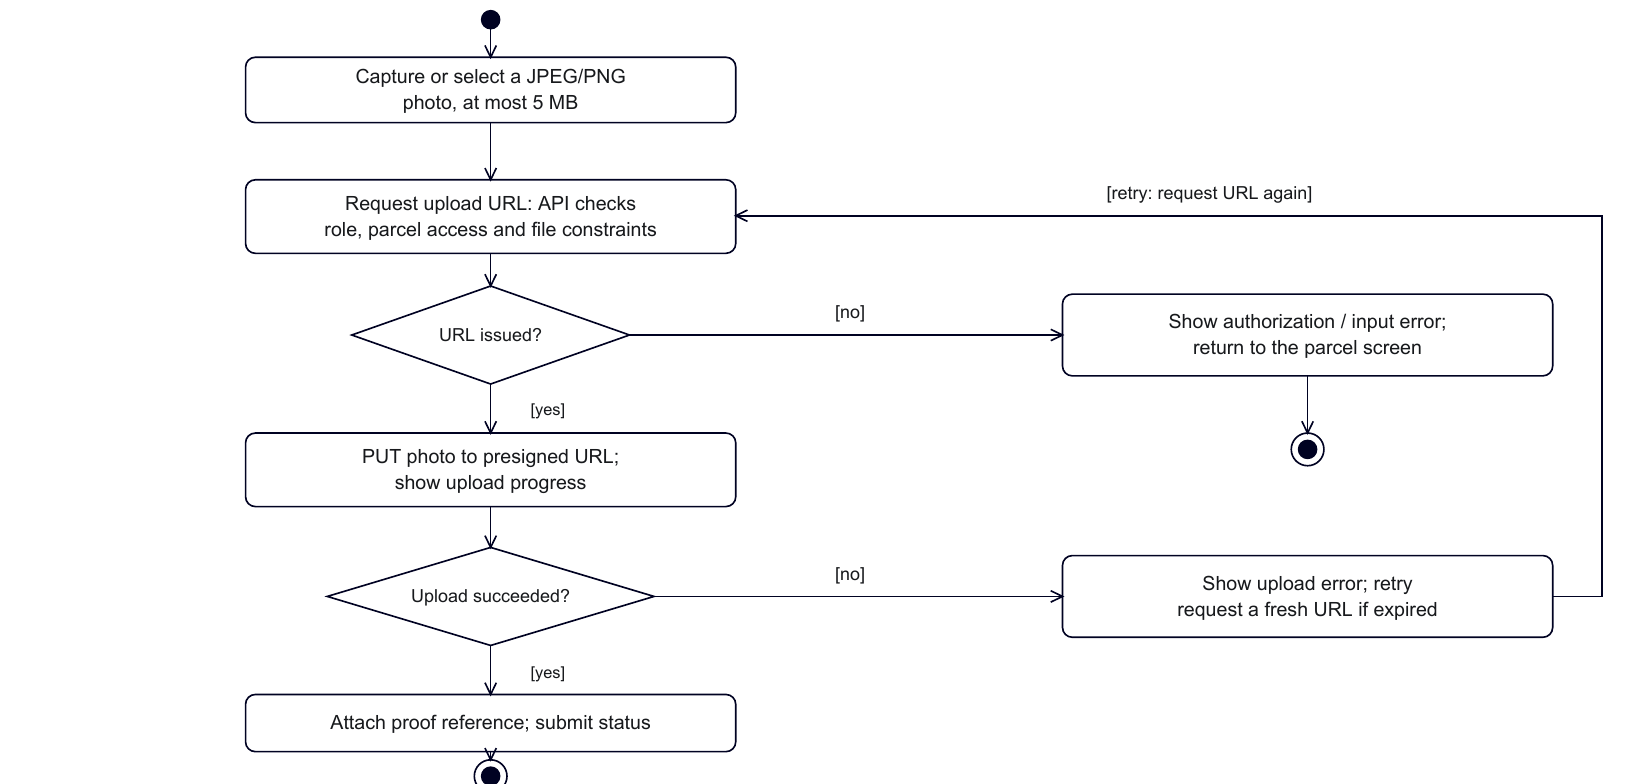 Capture or select a JPEG/PNG
photo, at most 5 MB
Request upload URL: API checks
role, parcel access and file constraints
[retry: request URL again]
URL issued?
[no]
Show authorization / input error;
return to the parcel screen
[yes]
PUT photo to presigned URL;
show upload progress
Upload succeeded?
[no]
Show upload error; retry
request a fresh URL if expired
[yes]
Attach proof reference; submit status